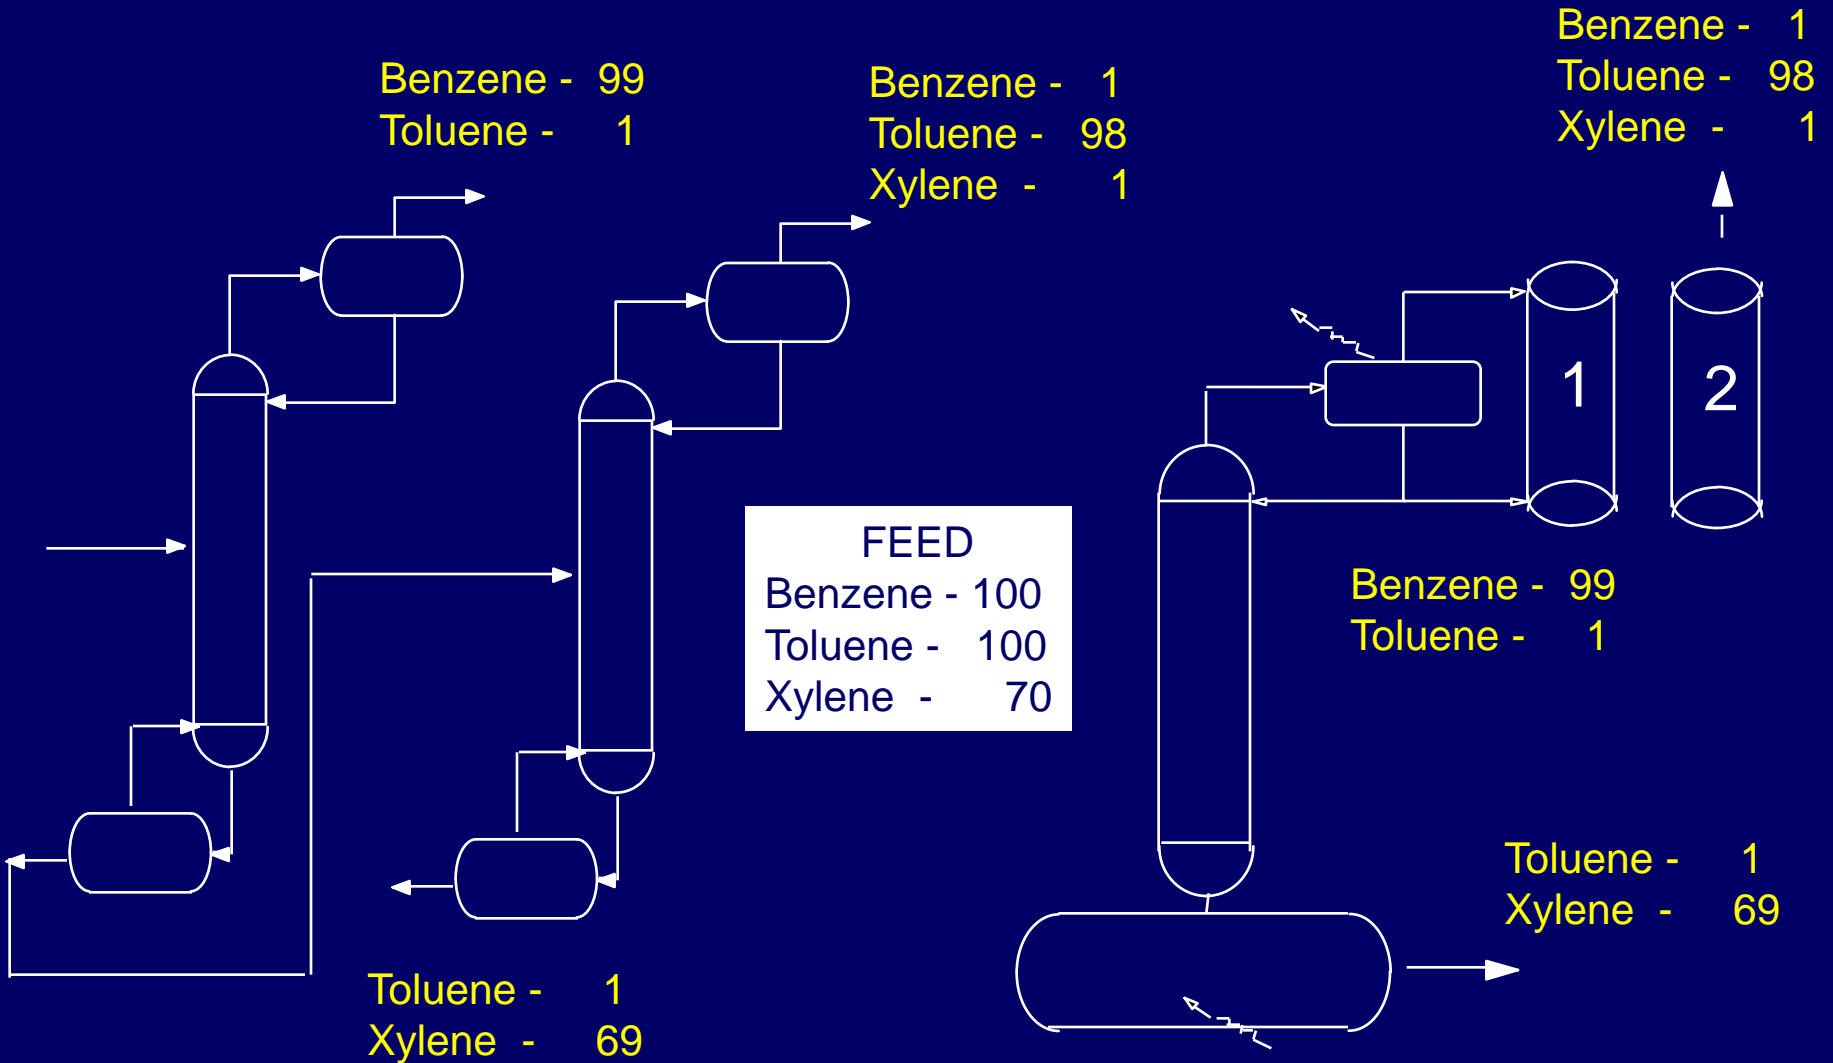 Benzene - 99
Toluene - 1
Benzene - 1
Toluene - 98
Xylene - 1
Benzene - 1
Toluene - 98
Xylene - 1
1
2
FEED
Benzene - 100
Toluene - 100
Xylene - 70
Benzene - 99
Toluene - 1
Toluene - 1
Xylene - 69
Toluene - 1
Xylene - 69